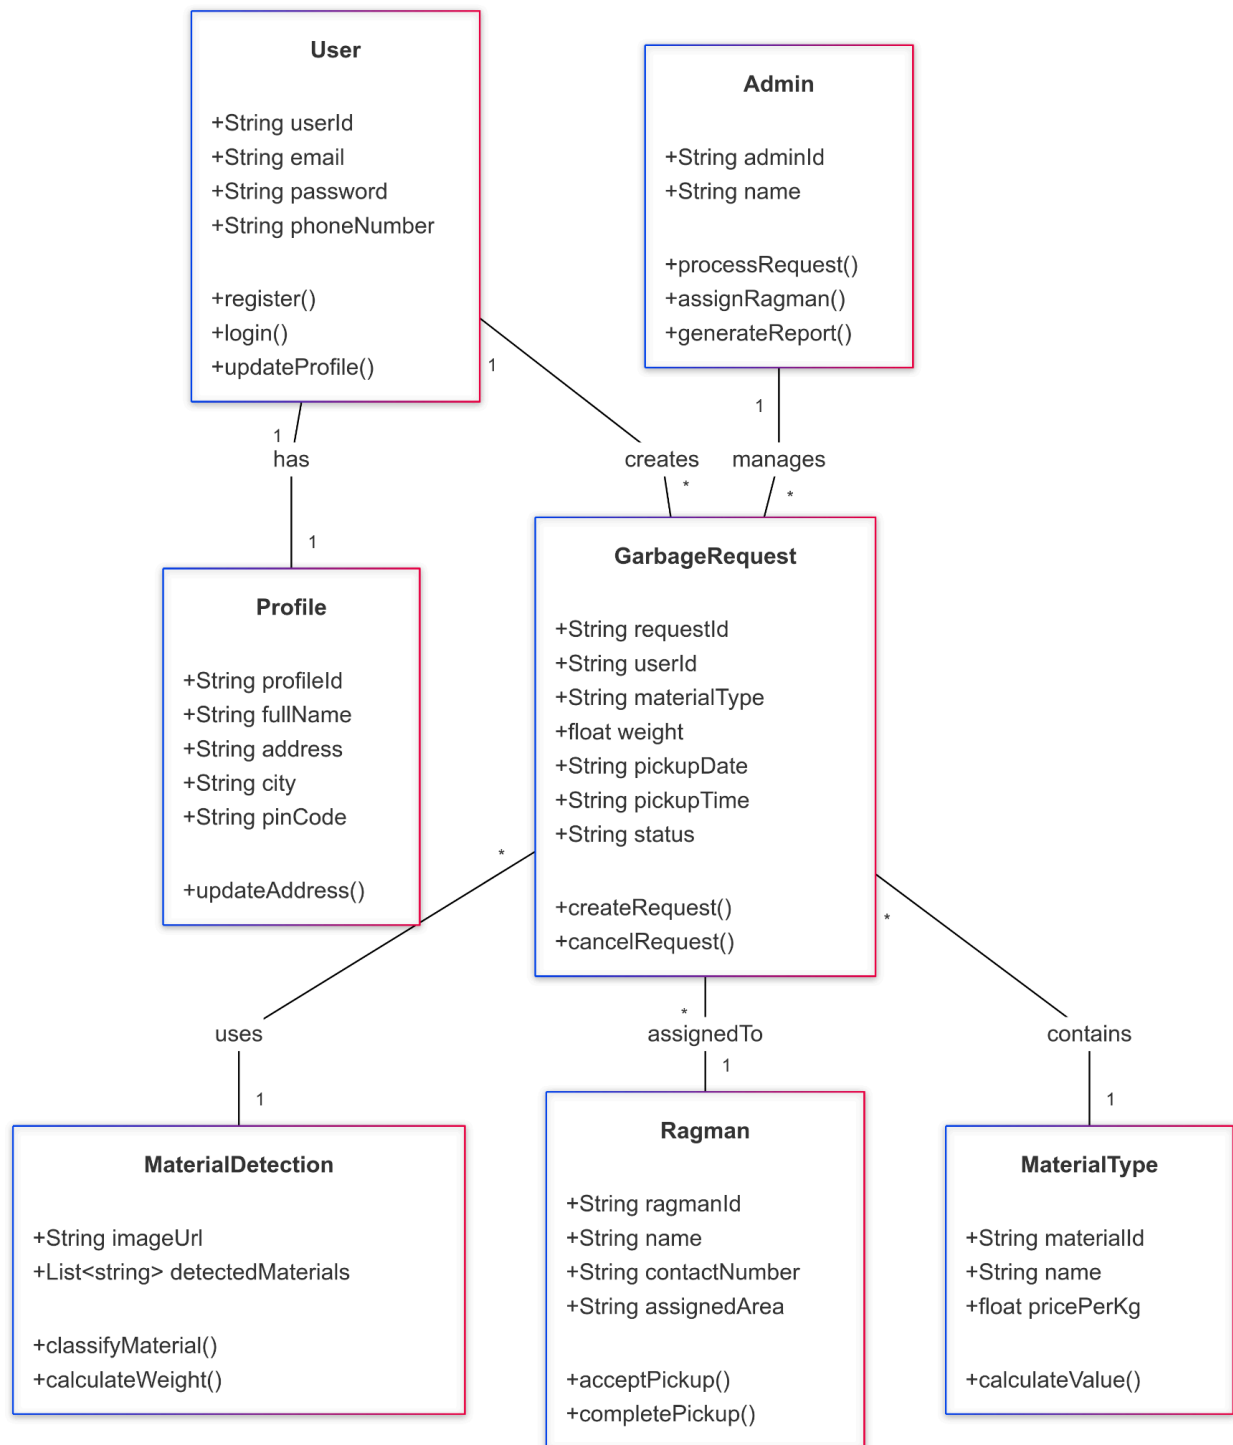 User
+String userId
+String email
+String password
+String phoneNumber
+register()
+login()
+updateProfile()
Admin
+String adminId
+String name
+processRequest()
+assignRagman()
+generateReport()
1
has
1
1
creates
*
1
manages
*
Profile
+String profileId
+String fullName
+String address
+String city
+String pinCode
+updateAddress()
GarbageRequest
+String requestId
+String userId
+String materialType
+float weight
+String pickupDate
+String pickupTime
+String status
+createRequest()
+cancelRequest()
*
uses
1
*
assignedTo
1
*
contains
1
MaterialDetection
+String imageUrl
+List<string> detectedMaterials
+classifyMaterial()
+calculateWeight()
Ragman
+String ragmanId
+String name
+String contactNumber
+String assignedArea
+acceptPickup()
+completePickup()
MaterialType
+String materialId
+String name
+float pricePerKg
+calculateValue()